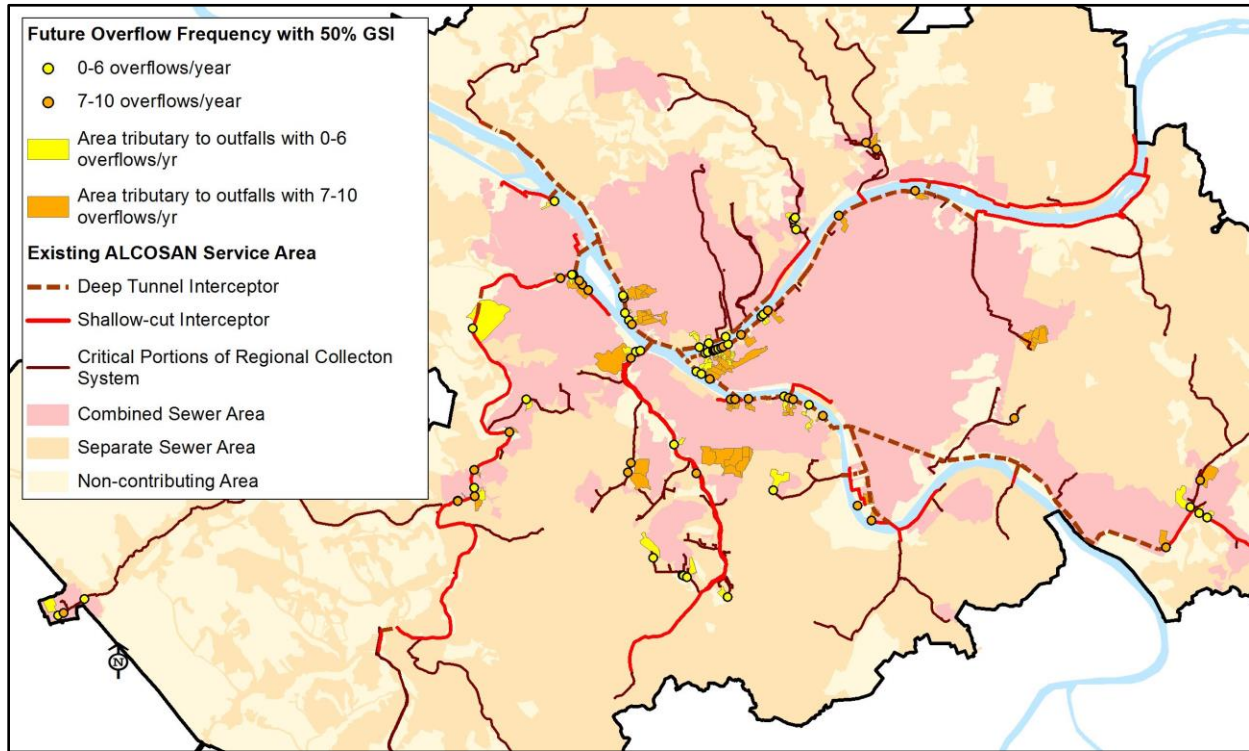 Future Overflow Frequency with 50% GSI
0-6 overflows/year
7-10 overflows/year
Area tributary to outfalls with 0-6
overflows/yr
Area tributary to outfalls with 7-10
overflows/yr
Existing ALCOSAN Service Area
Deep Tunnel Interceptor
Shallow-cut Interceptor
Critical Portions of Regional Collecton
System
Combined Sewer Area
Separate Sewer Area
Non-contributing Area
N